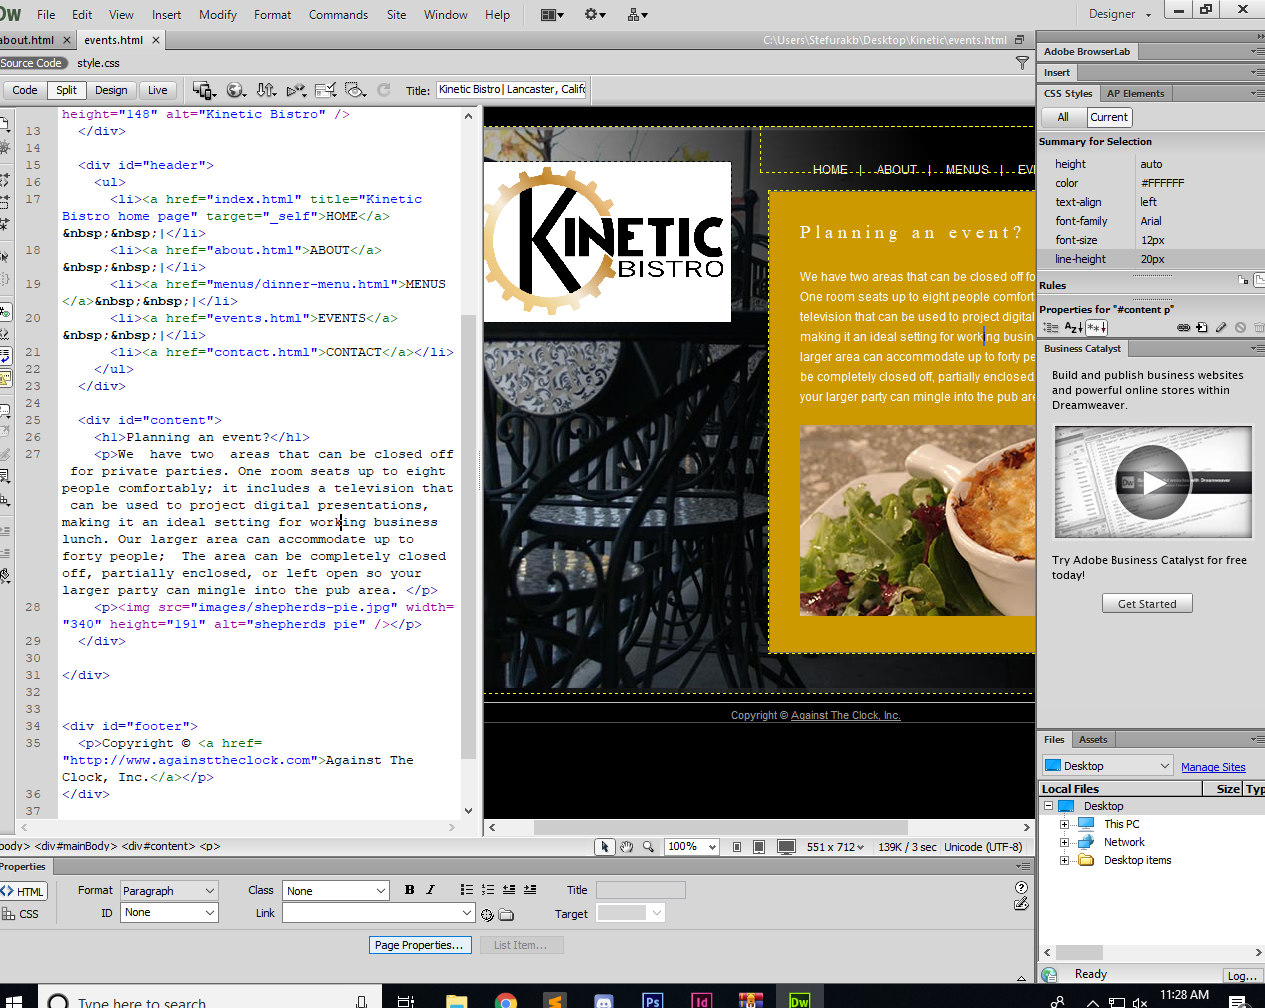 Dw File Edit View Insert Modify Format Commands Site Window Help Designer
about.html × events.html × C:\Users\Stefurakb\Desktop\Kinetic\events.html
Source Code style.css
Code Split Design Live Title: Kinetic Bistro| Lancaster, Califo
height="148" alt="Kinetic Bistro" />
13 </div>
14
15 <div id="header">
16 <ul>
17 <li><a href="index.html" title="Kinetic
Bistro home page" target="_self">HOME</a>
&nbsp;&nbsp;|</li>
18 <li><a href="about.html">ABOUT</a>
&nbsp;&nbsp;|</li>
19 <li><a href="menus/dinner-menu.html">MENUS
</a>&nbsp;&nbsp;|</li>
20 <li><a href="events.html">EVENTS</a>
&nbsp;&nbsp;|</li>
21 <li><a href="contact.html">CONTACT</a></li>
22 </ul>
23 </div>
24
25 <div id="content">
26 <h1>Planning an event?</h1>
27 <p>We  have two  areas that can be closed off
for private parties. One room seats up to eight
people comfortably; it includes a television that
can be used to project digital presentations,
making it an ideal setting for working business
lunch. Our larger area can accommodate up to
forty people;  The area can be completely closed
off, partially enclosed, or left open so your
larger party can mingle into the pub area. </p>
28 <p><img src="images/shepherds-pie.jpg" width=
"340" height="191" alt="shepherds pie" /></p>
29 </div>
30
31 </div>
32
33
34 <div id="footer">
35 <p>Copyright © <a href=
"http://www.againsttheclock.com">Against The
Clock, Inc.</a></p>
36 </div>
37
HOME | ABOUT | MENUS | EV
KINETIC
BISTRO
Planning an event?
We have two areas that can be closed off fo
One room seats up to eight people comfort
television that can be used to project digital
making it an ideal setting for working busin
larger area can accommodate up to forty pe
be completely closed off, partially enclosed
your larger party can mingle into the pub are
Copyright © Against The Clock, Inc.
Adobe BrowserLab
Insert
CSS Styles AP Elements
All Current
Summary for Selection
height auto
color #FFFFFF
text-align left
font-family Arial
font-size 12px
line-height 20px
Rules
Properties for "#content p"
Az↓ **↓
Business Catalyst
Build and publish business websites
and powerful online stores within
Dreamweaver.
Dw
Try Adobe Business Catalyst for free
today!
Get Started
Files Assets
Desktop Manage Sites
Local Files Size Typ
Desktop
This PC
Network
Desktop items
Ready Log...
body> <div#mainBody> <div#content> <p> 100% 551 x 712 139K / 3 sec Unicode (UTF-8)
Properties
<> HTML Format Paragraph Class None B I Title
CSS ID None Link Target
Page Properties... List Item...
Type here to search Ps Id Dw 11:28 AM